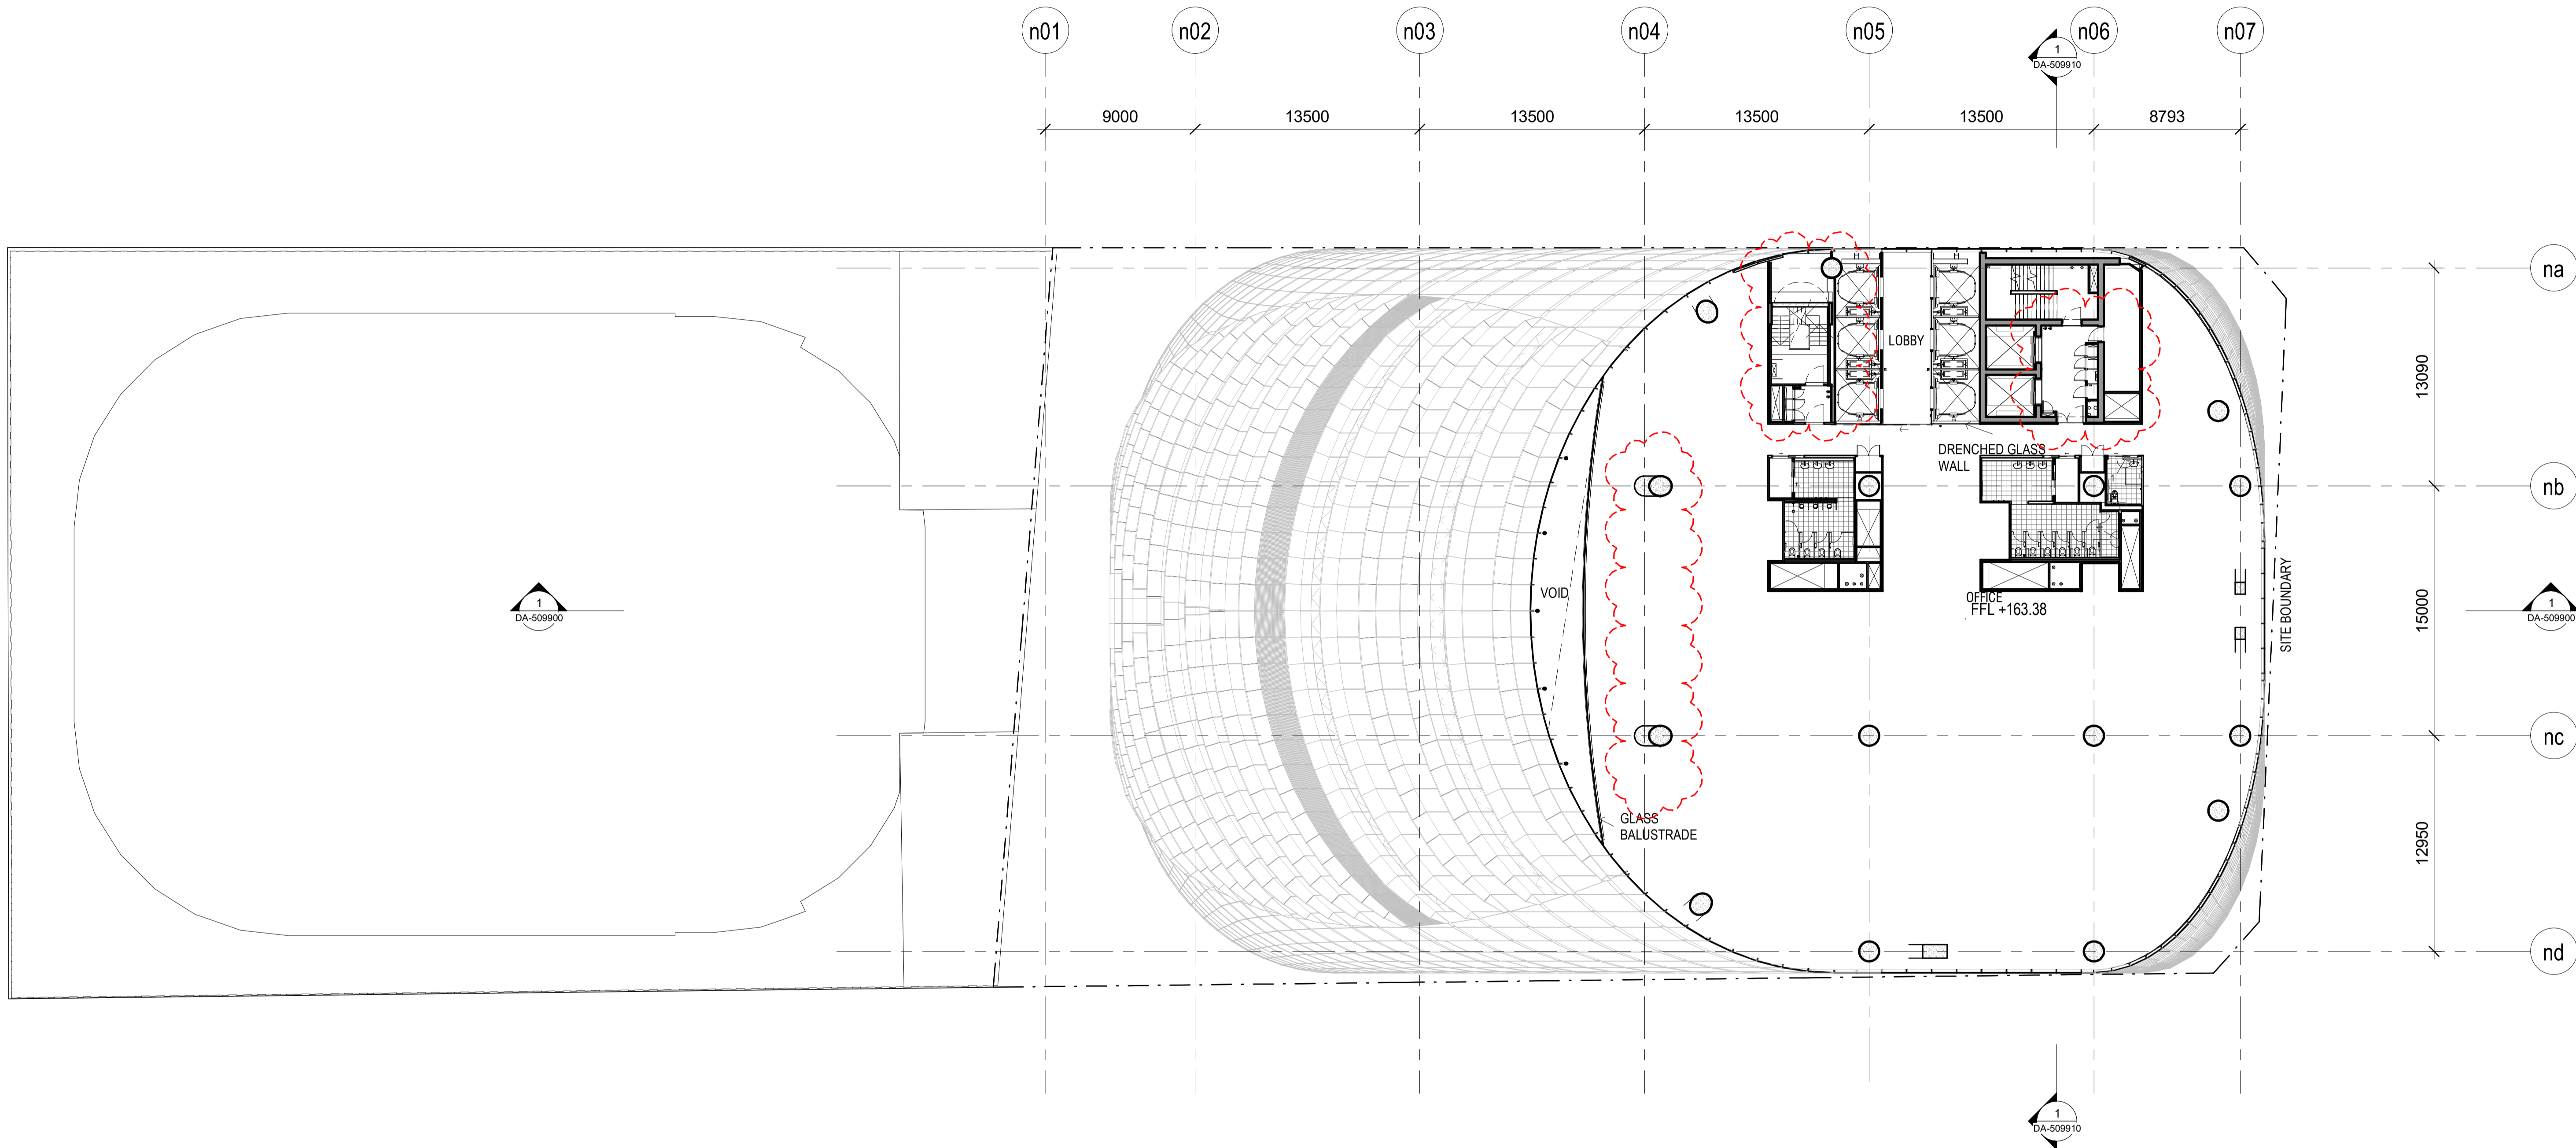 n01
n02
n03
n04
n05
n06
n07
1
DA-509910
9000
13500
13500
13500
13500
8793
na
13090
LOBBY
DRENCHED GLASS
WALL
nb
VOID
OFFICE
FFL +163.38
SITE BOUNDARY
15000
1
DA-509900
1
DA-509900
nc
GLASS
BALUSTRADE
12950
nd
1
DA-509910